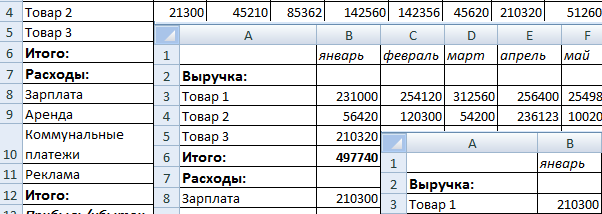 4 Товар 2 21300 45210 85362 142560 142356 45620 210320 51260
5 Товар 3
6 Итого:
7 Расходы:
8 Зарплата
9 Аренда
Коммунальные
10 платежи
11 Реклама
12 Итого:
A B C D E F
1 январь февраль март апрель май
2 Выручка:
3 Товар 1 231000 254120 312560 256400 25498
4 Товар 2 56420 120300 54200 236123 10020
5 Товар 3 210320
6 Итого: 497740
7 Расходы:
8 Зарплата 210300
A B
1 январь
2 Выручка:
3 Товар 1 210300